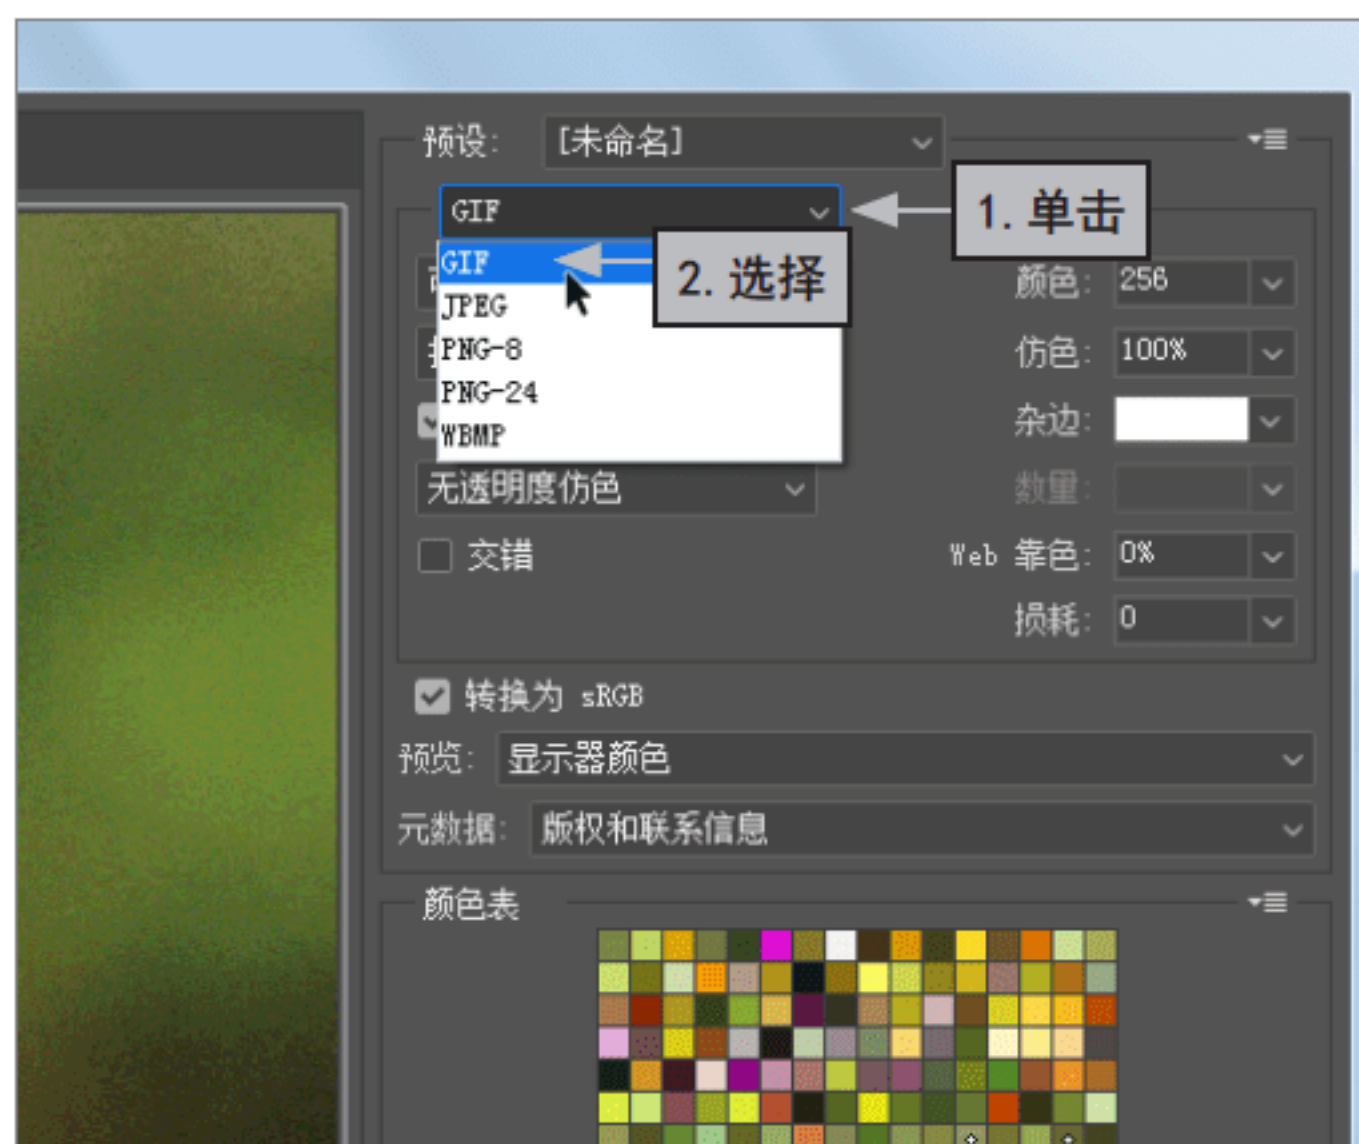 预设: [未命名]
GIF
1. 单击
GIF
2. 选择
颜色: 256
JPEG
PNG-8
仿色: 100%
PNG-24
杂边:
WBMP
无透明度仿色
数量:
交错
Web 靠色: 0%
损耗: 0
转换为 sRGB
预览: 显示器颜色
元数据: 版权和联系信息
颜色表